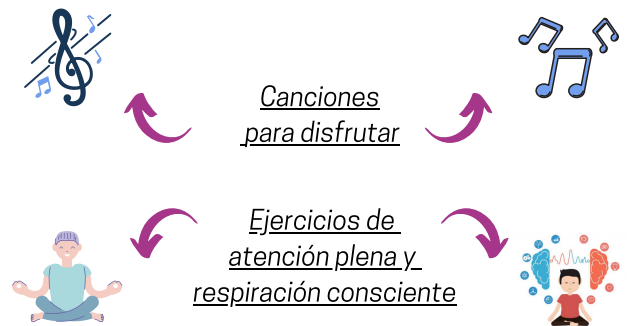 Canciones
para disfrutar
Ejercicios de
atención plena y
respiración consciente